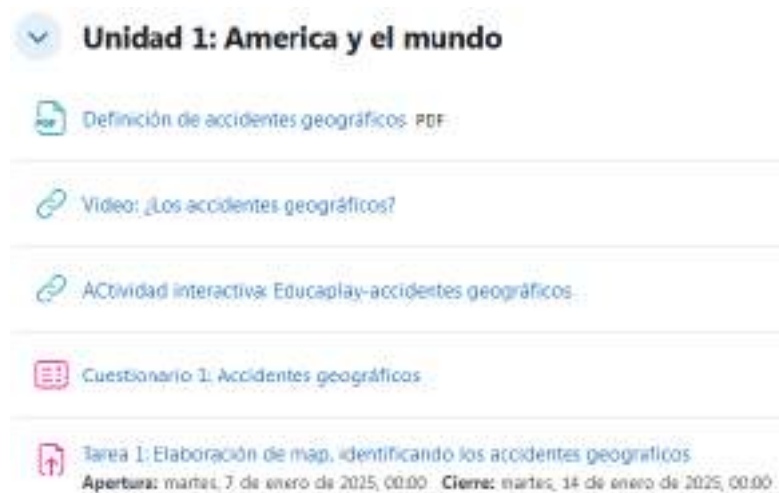 Unidad 1: America y el mundo
Definición de accidentes geográficos PDF
Video: ¿Los accidentes geográficos?
ACtividad interactiva: Educaplay-accidentes geográficos
Cuestionario 1: Accidentes geográficos
Tarea 1: Elaboración de map, identificando los accidentes geograficos
Apertura: martes, 7 de enero de 2025, 00:00 Cierre: martes, 14 de enero de 2025, 00:00